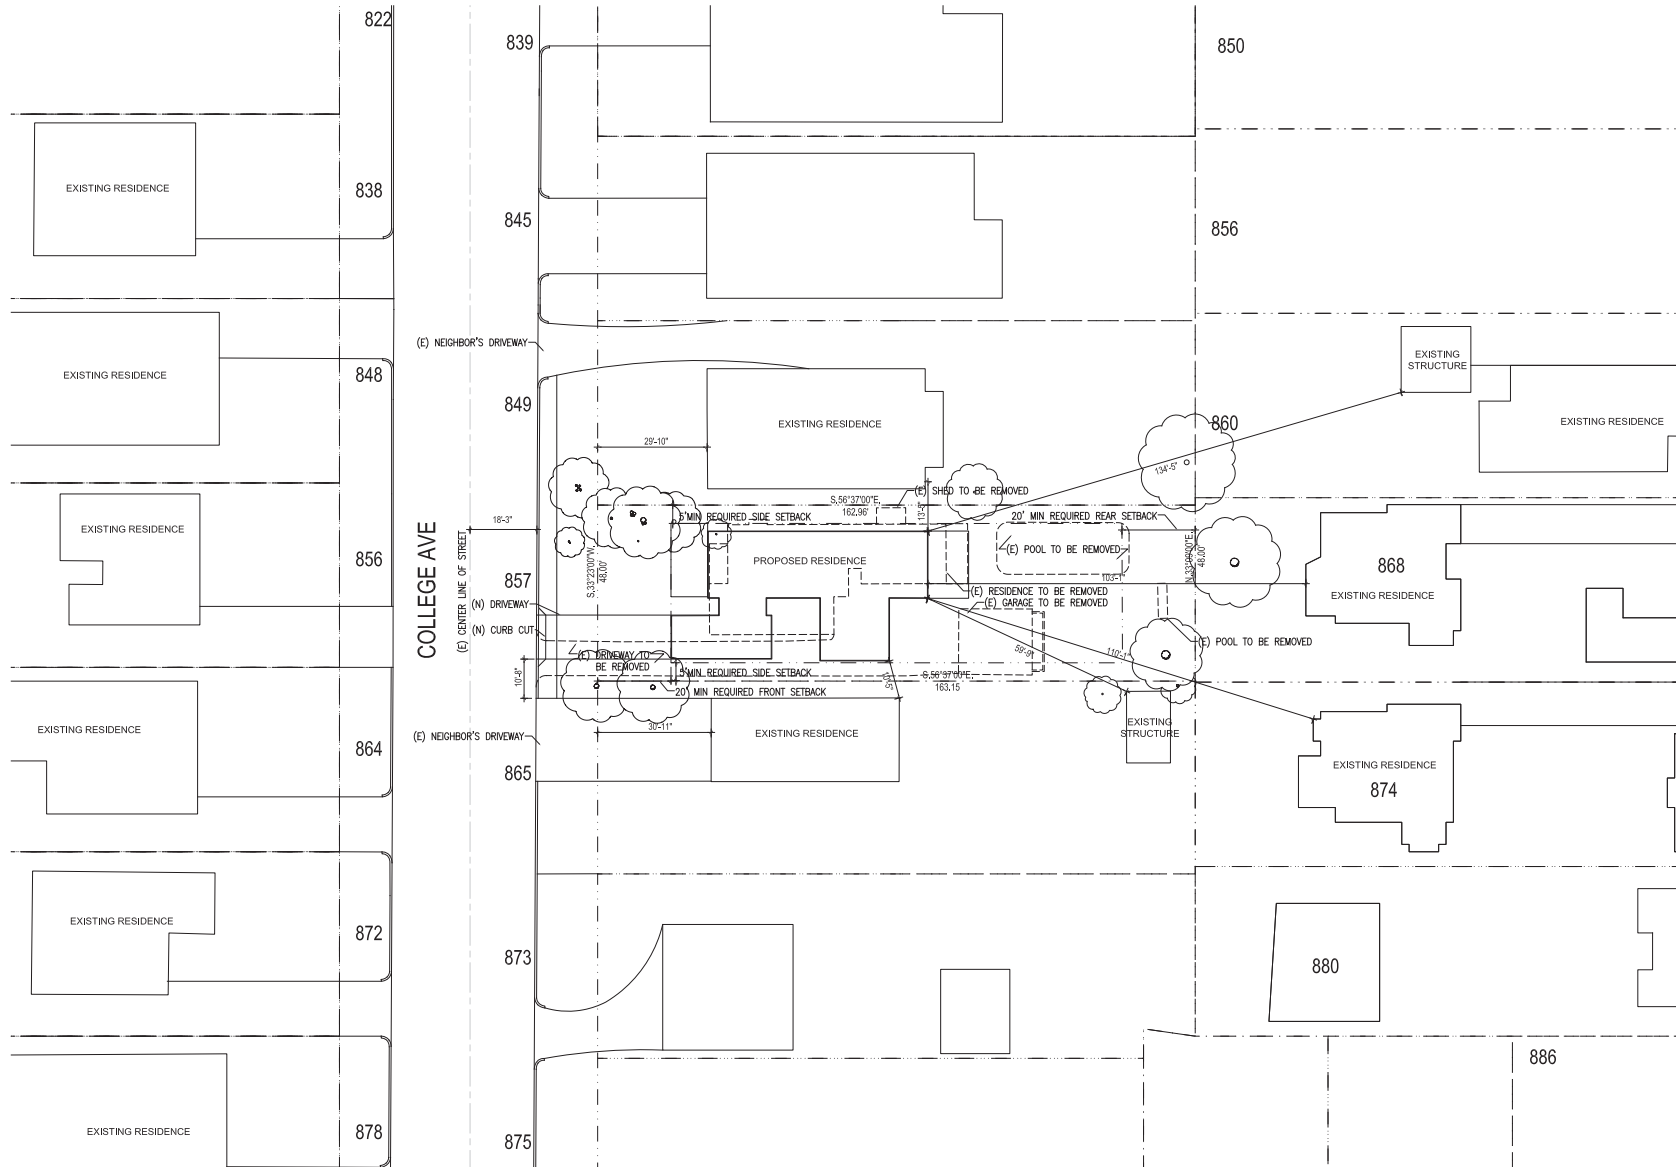 822
839
850
EXISTING RESIDENCE
838
845
856
(E) NEIGHBOR'S DRIVEWAY
EXISTING
STRUCTURE
EXISTING RESIDENCE
848
849
EXISTING RESIDENCE
860
EXISTING RESIDENCE
29'-10"
134'-5"
S.56°37'00"E.
162.96'
(E) SHED TO BE REMOVED
13'-5"
18'-3"
5'MIN REQUIRED SIDE SETBACK
20' MIN REQUIRED REAR SETBACK
EXISTING RESIDENCE
COLLEGE AVE
(E) CENTER LINE OF STREET
S.33°23'00"W.
48.00'
(E) POOL TO BE REMOVED
PROPOSED RESIDENCE
856
857
103'-1"
48.00'
868
EXISTING RESIDENCE
(E) RESIDENCE TO BE REMOVED
(E) GARAGE TO BE REMOVED
(N) DRIVEWAY
(N) CURB CUT
(E) POOL TO BE REMOVED
(E) DRIVEWAY TO
BE REMOVED
59'-9"
110'-1"
10'-8"
5'MIN REQUIRED SIDE SETBACK
S.56°37'00"E.
163.15
20' MIN REQUIRED FRONT SETBACK
EXISTING RESIDENCE
30'-11"
EXISTING RESIDENCE
EXISTING
STRUCTURE
(E) NEIGHBOR'S DRIVEWAY
864
865
EXISTING RESIDENCE
874
EXISTING RESIDENCE
872
873
880
886
EXISTING RESIDENCE
878
875